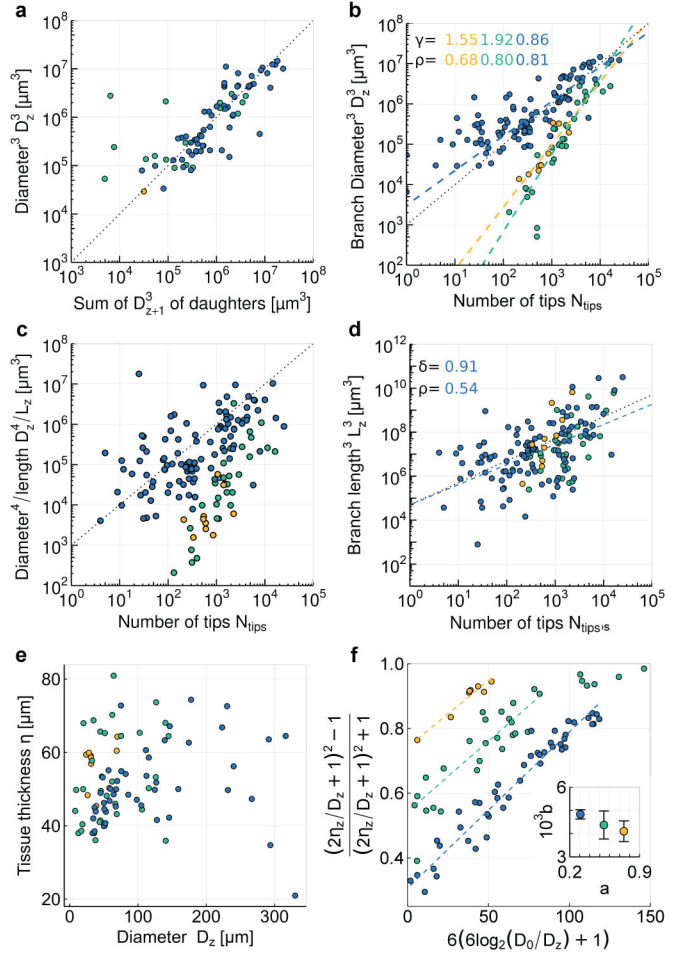 a
Diameter³ D_z³ [µm³]
10⁷
10⁶
10⁵
10⁴
10³
10³ 10⁴ 10⁵ 10⁶ 10⁷ 10⁸
Sum of D³_z+1 of daughters [µm³]
b
γ= 1.55 1.92 0.86
ρ= 0.68 0.80 0.81
Branch Diameter³ D_z³ [µm³]
10⁸
10⁷
10⁶
10⁵
10⁴
10³
10²
10⁰ 10¹ 10² 10³ 10⁴ 10⁵
Number of tips N_tips
c
Diameter⁴/length D_z⁴/L_z [µm³]
10⁸
10⁷
10⁶
10⁵
10⁴
10³
10²
10⁰ 10¹ 10² 10³ 10⁴ 10⁵
Number of tips N_tips
d
δ= 0.91
ρ= 0.54
Branch length³ L_z³ [µm³]
10¹²
10¹⁰
10⁸
10⁶
10⁴
10²
10¹
10⁰ 10¹ 10² 10³ 10⁴ 10⁵
Number of tips N_tips's
e
Tissue thickness η [µm]
80
60
40
20
0 100 200 300
Diameter D_z [µm]
f
(2η_z/D_z + 1)² − 1
(2η_z/D_z + 1)² + 1
1.0
0.8
0.6
0.4
0 50 100 150
6(6log₂(D₀/D_z) + 1)
10³b
6
3
0.2 0.9
a